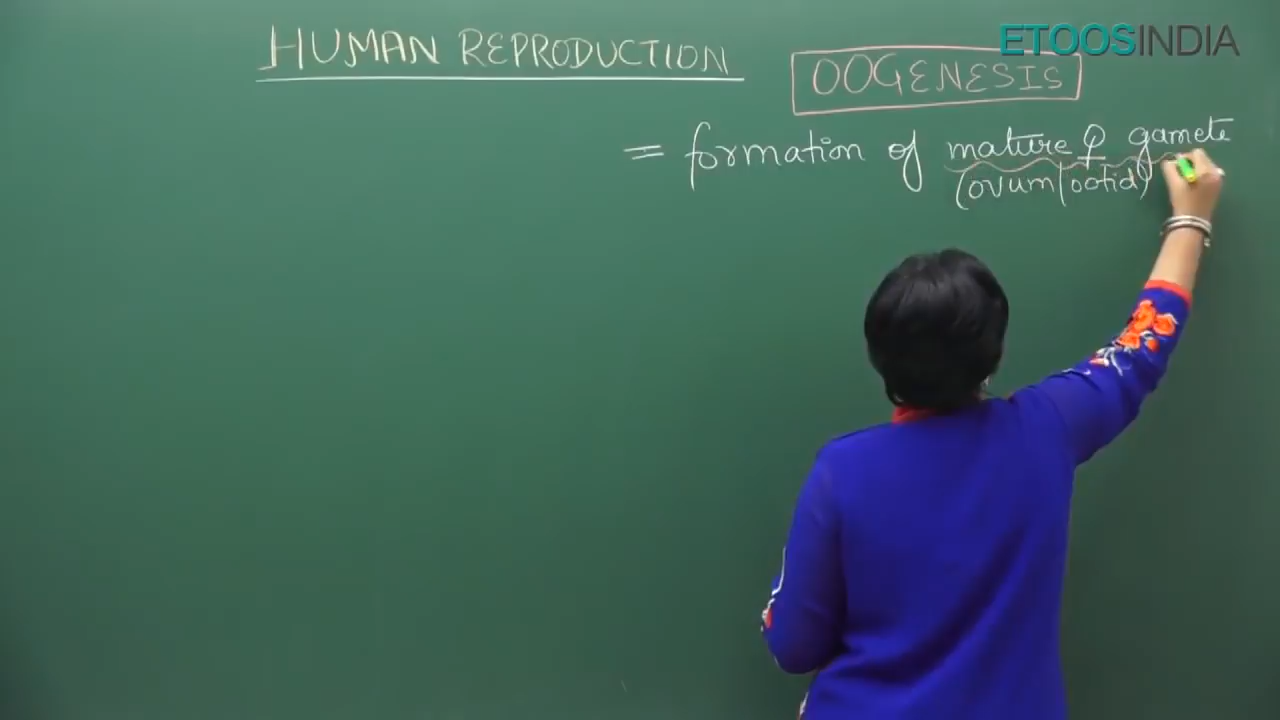 ETOOSINDIA
HUMAN REPRODUCTION
OOGENESIS
= formation of mature ♀ gamete
(ovum/ootid)